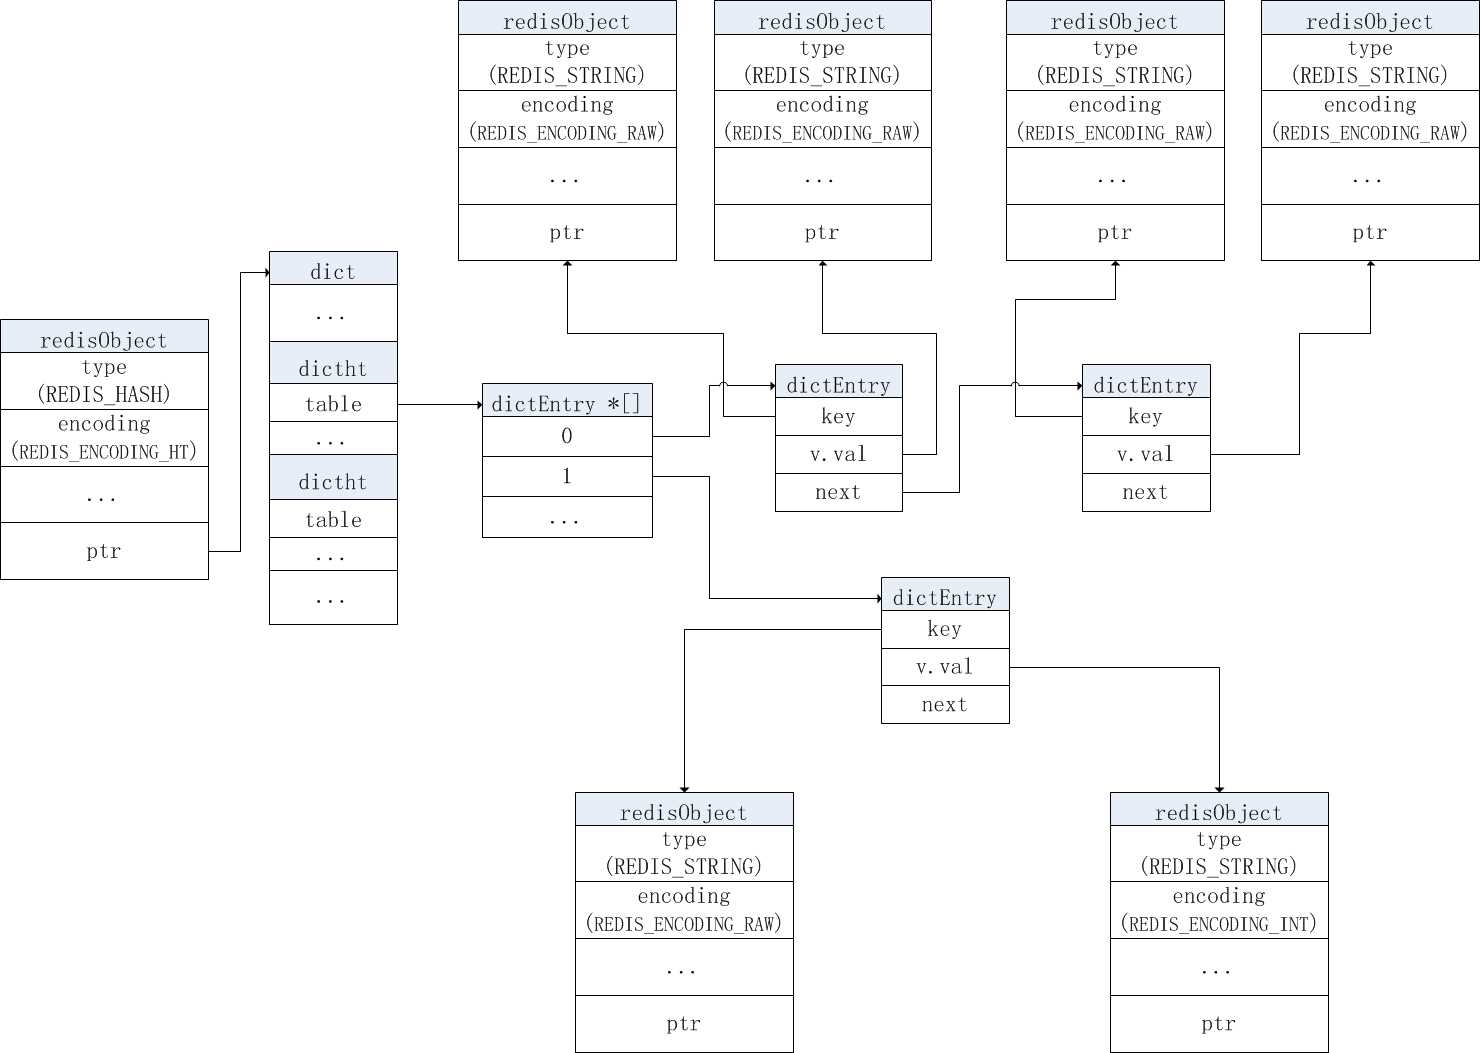 redisObject
type
(REDIS_STRING)
encoding
(REDIS_ENCODING_RAW)
...
ptr
redisObject
type
(REDIS_STRING)
encoding
(REDIS_ENCODING_RAW)
...
ptr
redisObject
type
(REDIS_STRING)
encoding
(REDIS_ENCODING_RAW)
...
ptr
redisObject
type
(REDIS_STRING)
encoding
(REDIS_ENCODING_RAW)
...
ptr
redisObject
type
(REDIS_HASH)
encoding
(REDIS_ENCODING_HT)
...
ptr
dict
...
dictht
table
...
dictht
table
...
...
dictEntry *[]
0
1
...
dictEntry
key
v.val
next
dictEntry
key
v.val
next
dictEntry
key
v.val
next
redisObject
type
(REDIS_STRING)
encoding
(REDIS_ENCODING_RAW)
...
ptr
redisObject
type
(REDIS_STRING)
encoding
(REDIS_ENCODING_INT)
...
ptr